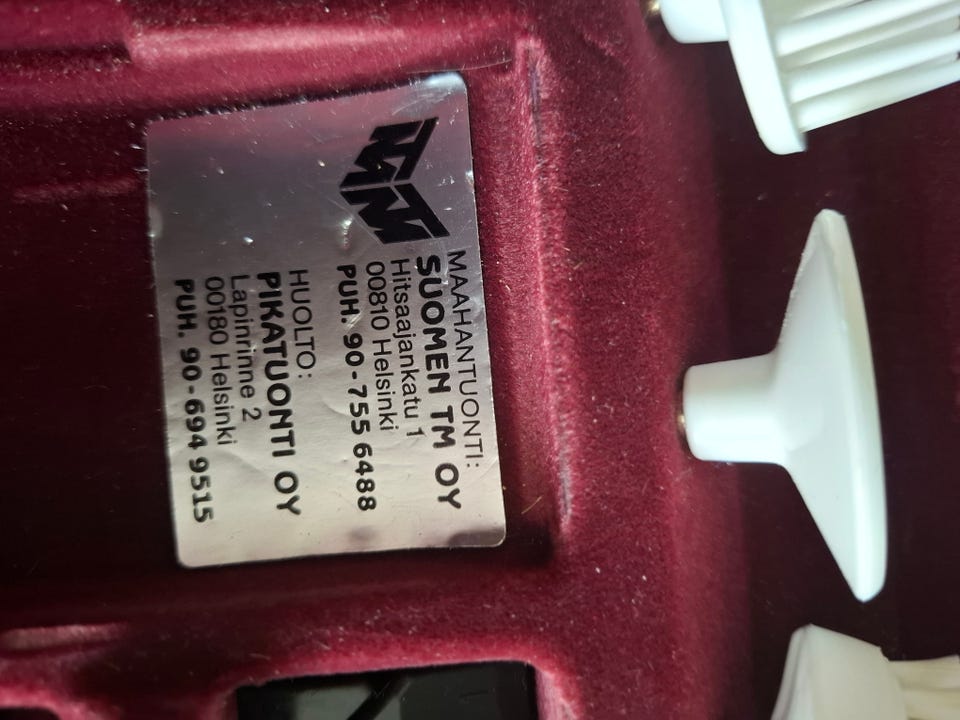 MAAHANTUONTI:
SUOMEN TM OY
Hitsaajankatu 1
00810 Helsinki
PUH. 90-755 6488
HUOLTO:
PIKATUONTI OY
Lapinrinne 2
00180 Helsinki
PUH. 90-694 9515